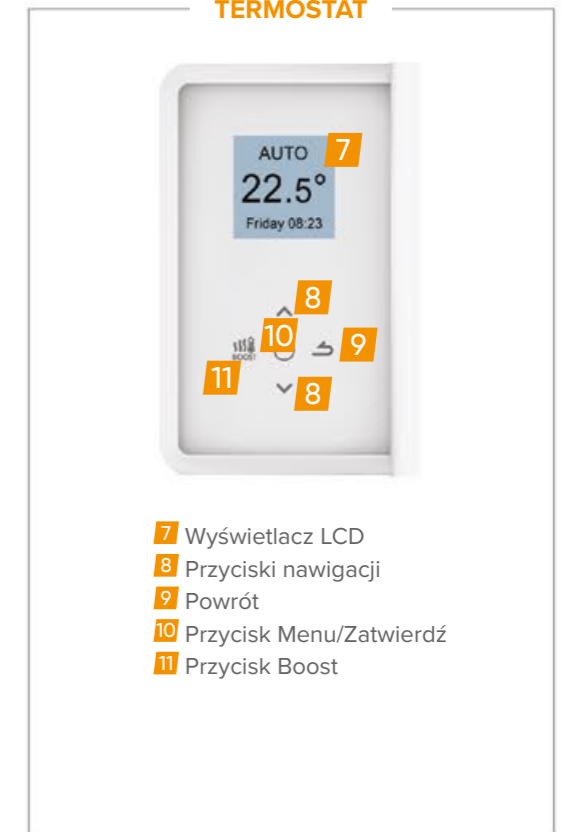 TERMOSTAT
AUTO
7
22.5°
Friday 08:23
8
10
9
BOOST
11
8
7 Wyświetlacz LCD
8 Przyciski nawigacji
9 Powrót
10 Przycisk Menu/Zatwierdź
11 Przycisk Boost